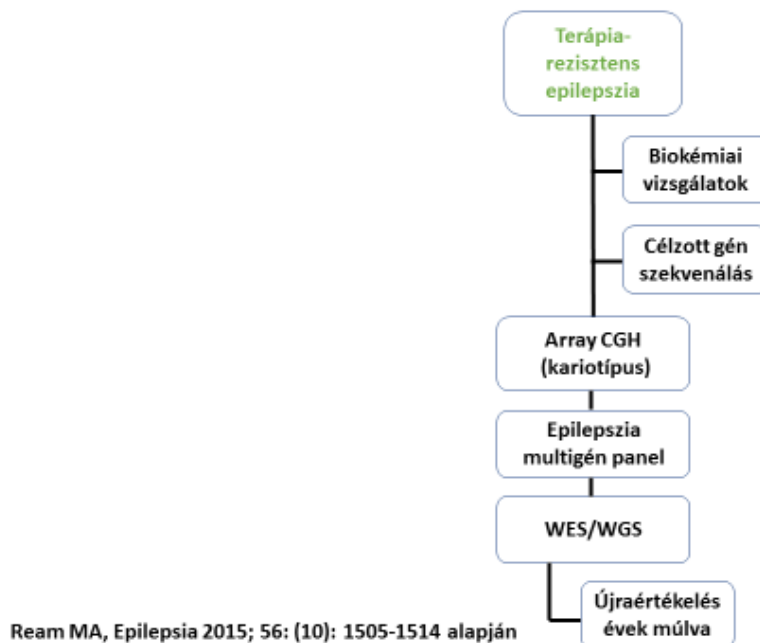 Terápia-
rezisztens
epilepszia
Biokémiai
vizsgálatok
Célzott gén
szekvenálás
Array CGH
(kariotípus)
Epilepszia
multigén panel
WES/WGS
Újraértékelés
évek múlva
Ream MA, Epilepsia 2015; 56: (10): 1505-1514 alapján